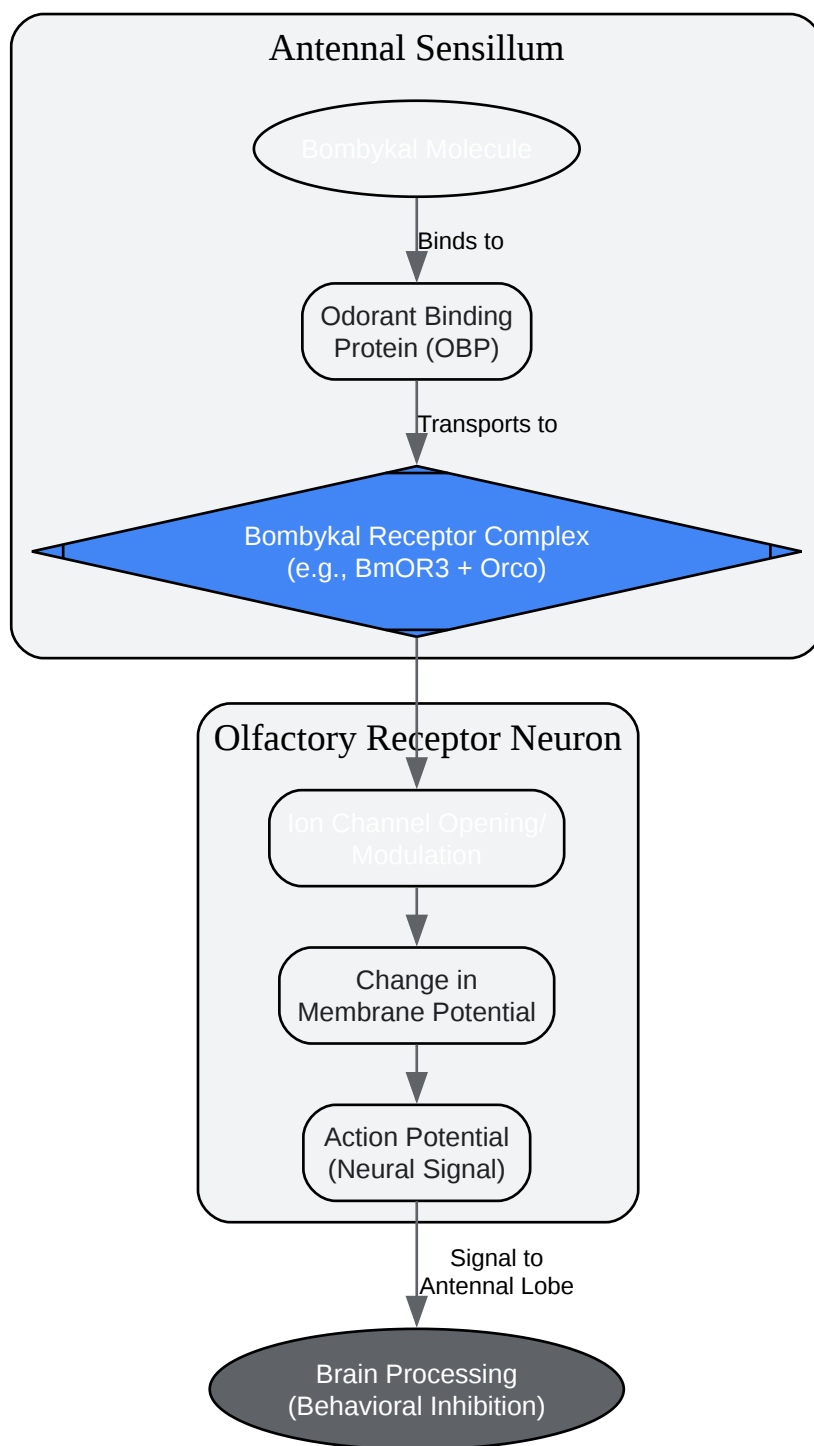 Antennal Sensillum
Bombykal Molecule
Binds to
Odorant Binding
Protein (OBP)
Transports to
Bombykal Receptor Complex
(e.g., BmOR3 + Orco)
Olfactory Receptor Neuron
Ion Channel Opening/
Modulation
Change in
Membrane Potential
Action Potential
(Neural Signal)
Signal to
Antennal Lobe
Brain Processing
(Behavioral Inhibition)